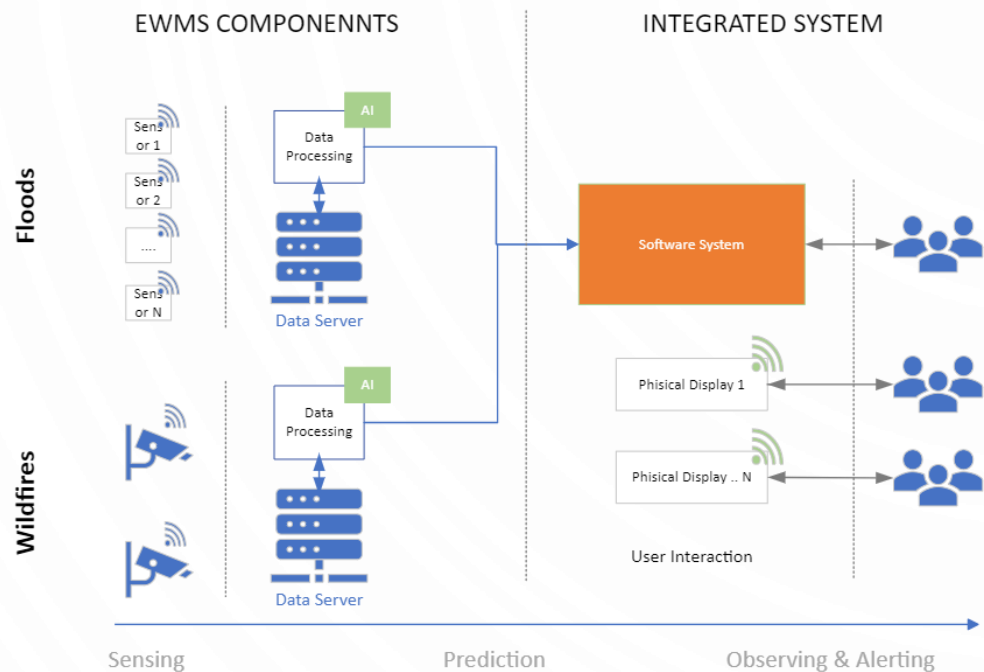 EWMS COMPONENNTS
INTEGRATED SYSTEM
Floods
Sens
or 1
Sens
or 2
....
Sens
or N
AI
Data
Processing
Data Server
Software System
Wildfires
AI
Data
Processing
Data Server
Phisical Display 1
Phisical Display .. N
User Interaction
Sensing
Prediction
Observing & Alerting